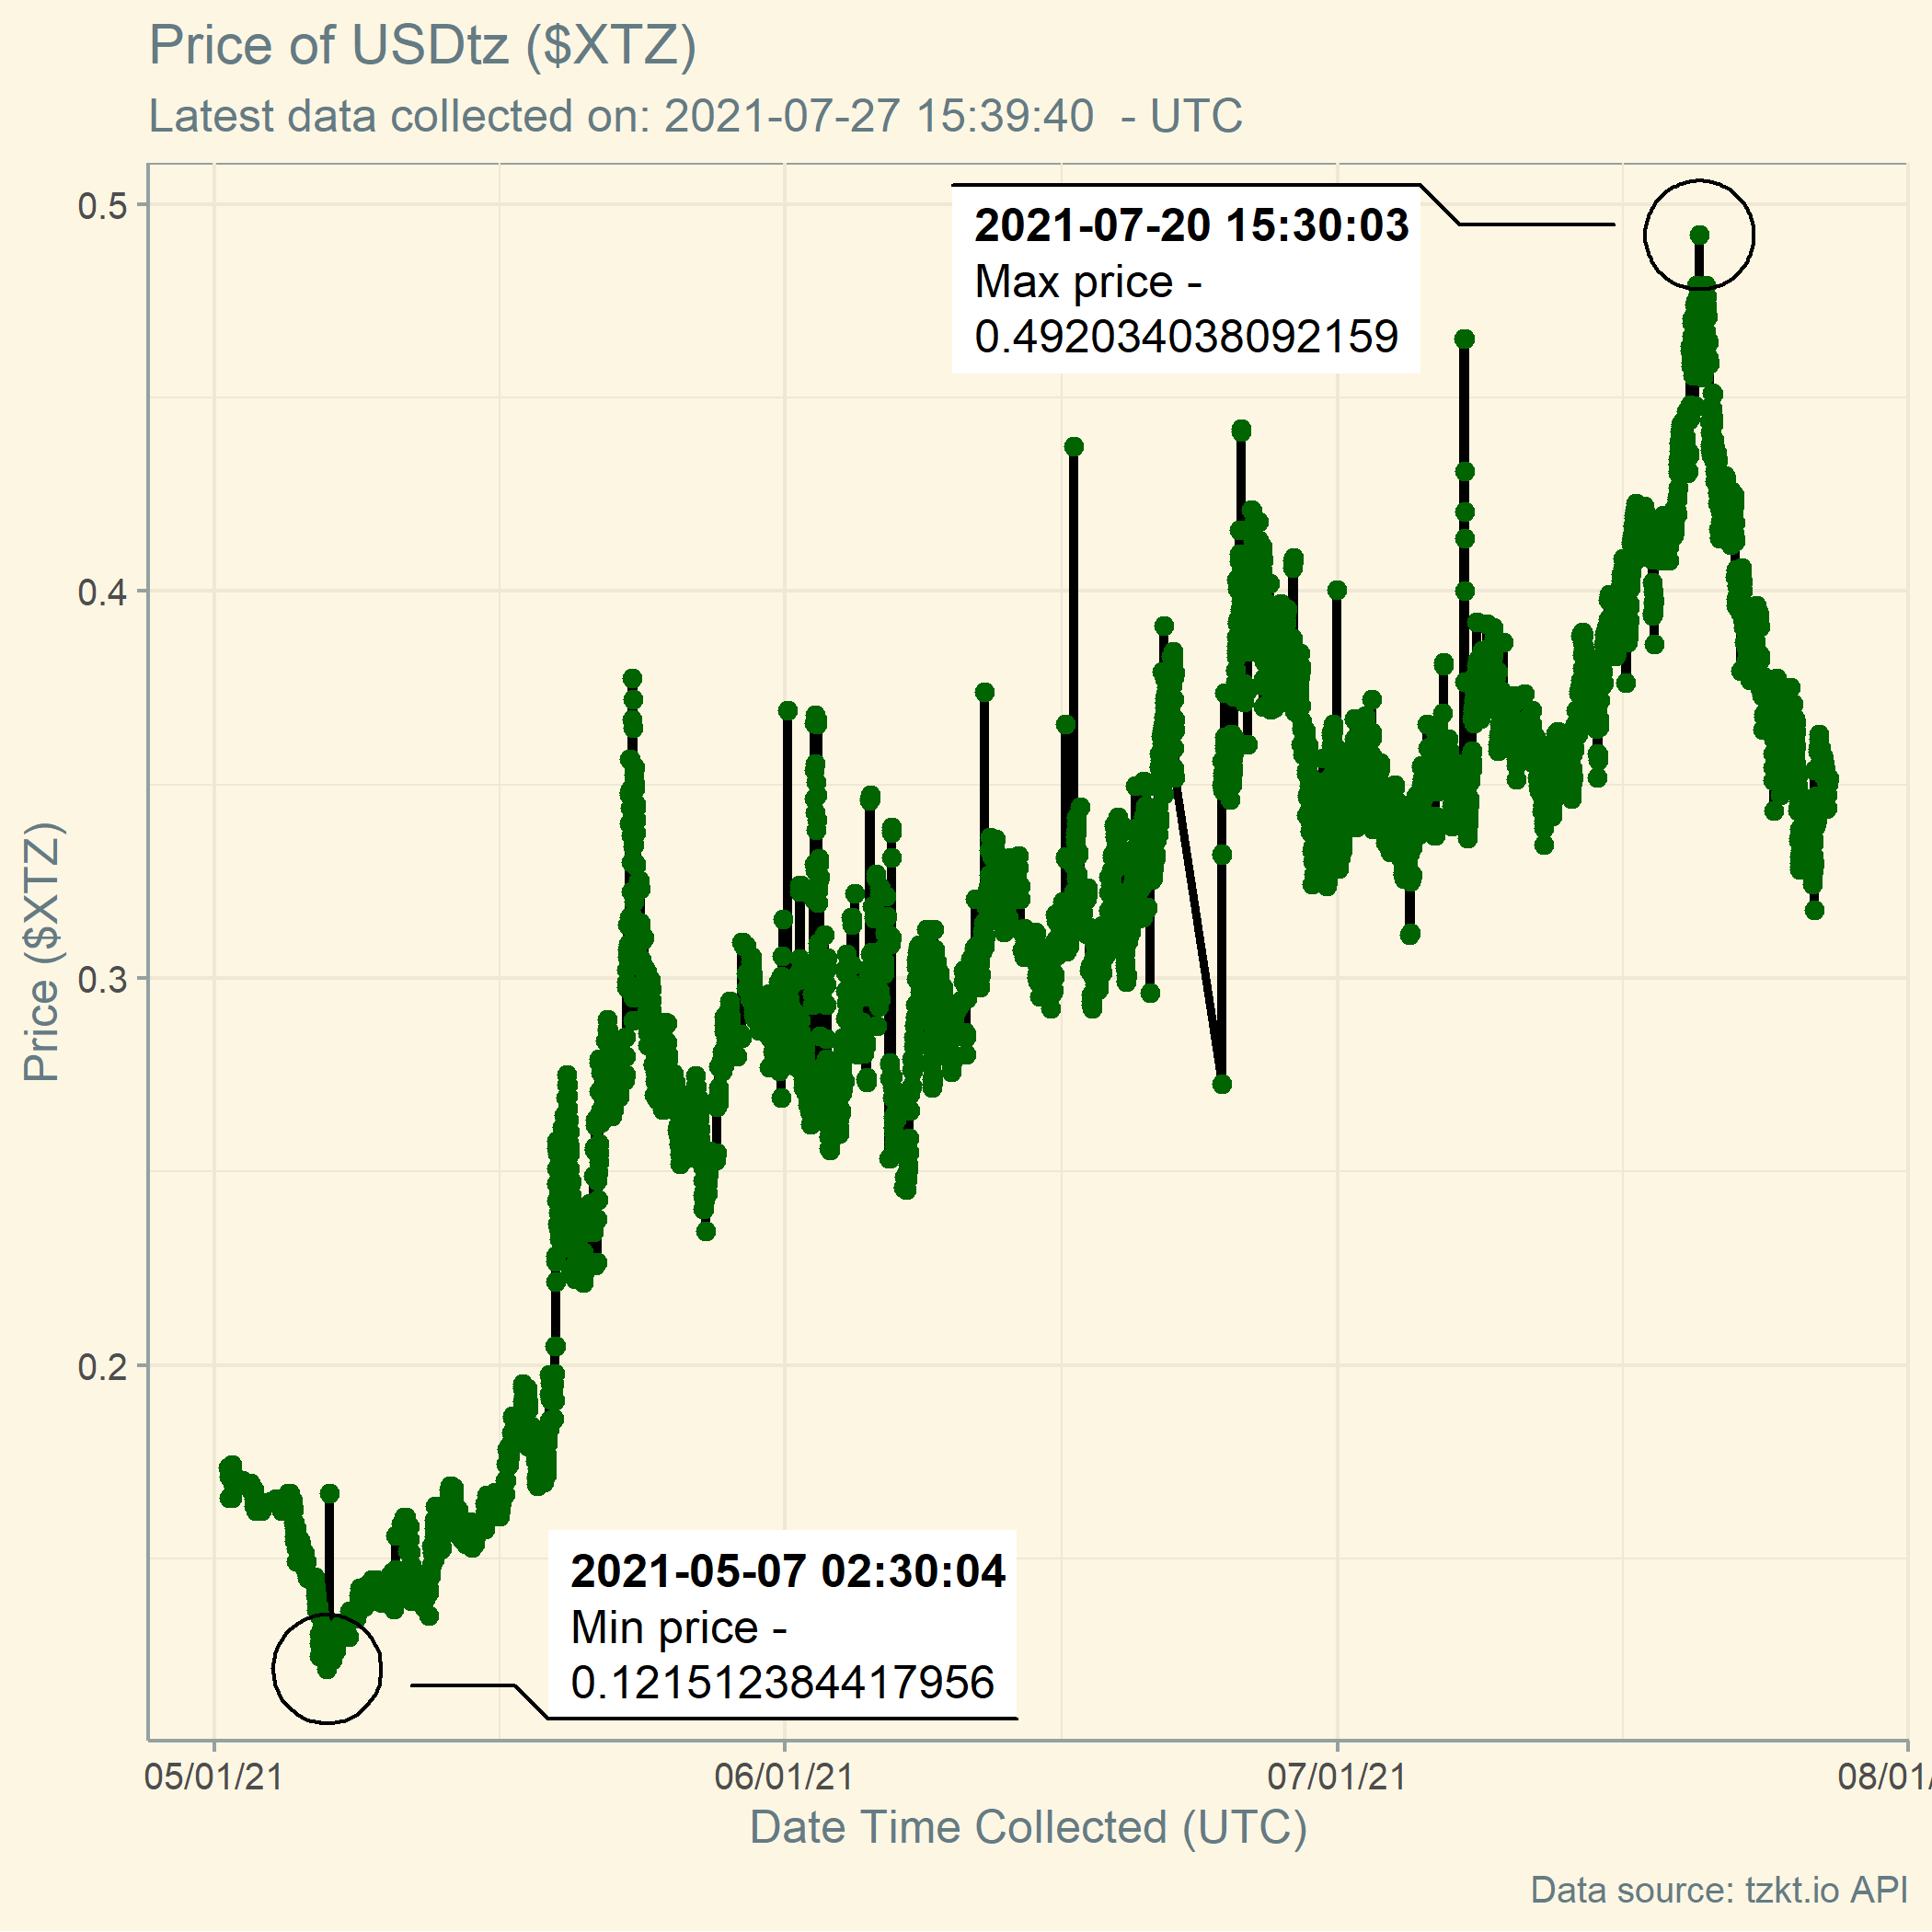 Price of USDtz ($XTZ)
Latest data collected on: 2021-07-27 15:39:40  - UTC
0.5
0.4
0.3
0.2
Price ($XTZ)
2021-07-20 15:30:03
Max price -
0.492034038092159
2021-05-07 02:30:04
Min price -
0.121512384417956
05/01/21
06/01/21
07/01/21
08/01/
Date Time Collected (UTC)
Data source: tzkt.io API